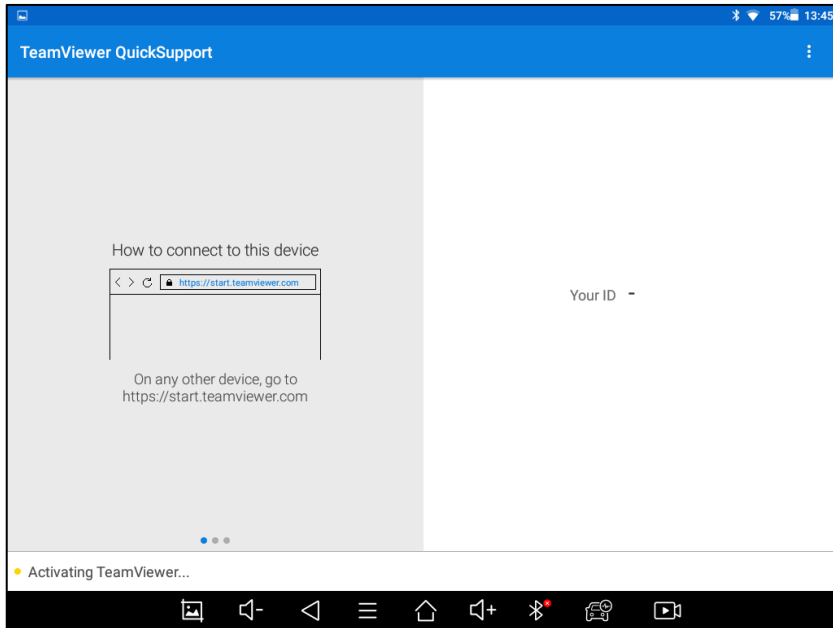 57% 13:45
TeamViewer QuickSupport
How to connect to this device
https://start.teamviewer.com
On any other device, go to
https://start.teamviewer.com
Your ID -
Activating TeamViewer...